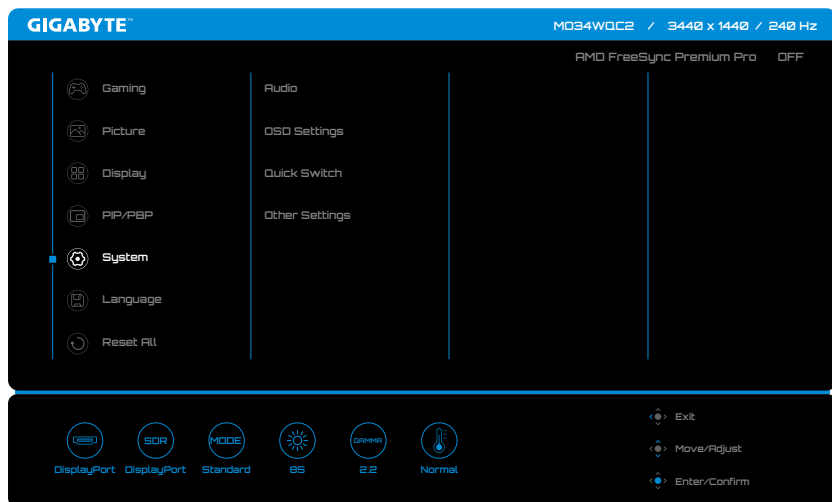 GIGABYTE™
MO34WQC2 / 3440 x 1440 / 240 Hz
AMD FreeSync Premium Pro OFF
Gaming
Audio
Picture
OSD Settings
Display
Quick Switch
PIP/PBP
Other Settings
System
Language
Reset All
SDR
MODE
GAMMA
DisplayPort
DisplayPort
Standard
85
2.2
Normal
Exit
Move/Adjust
Enter/Confirm